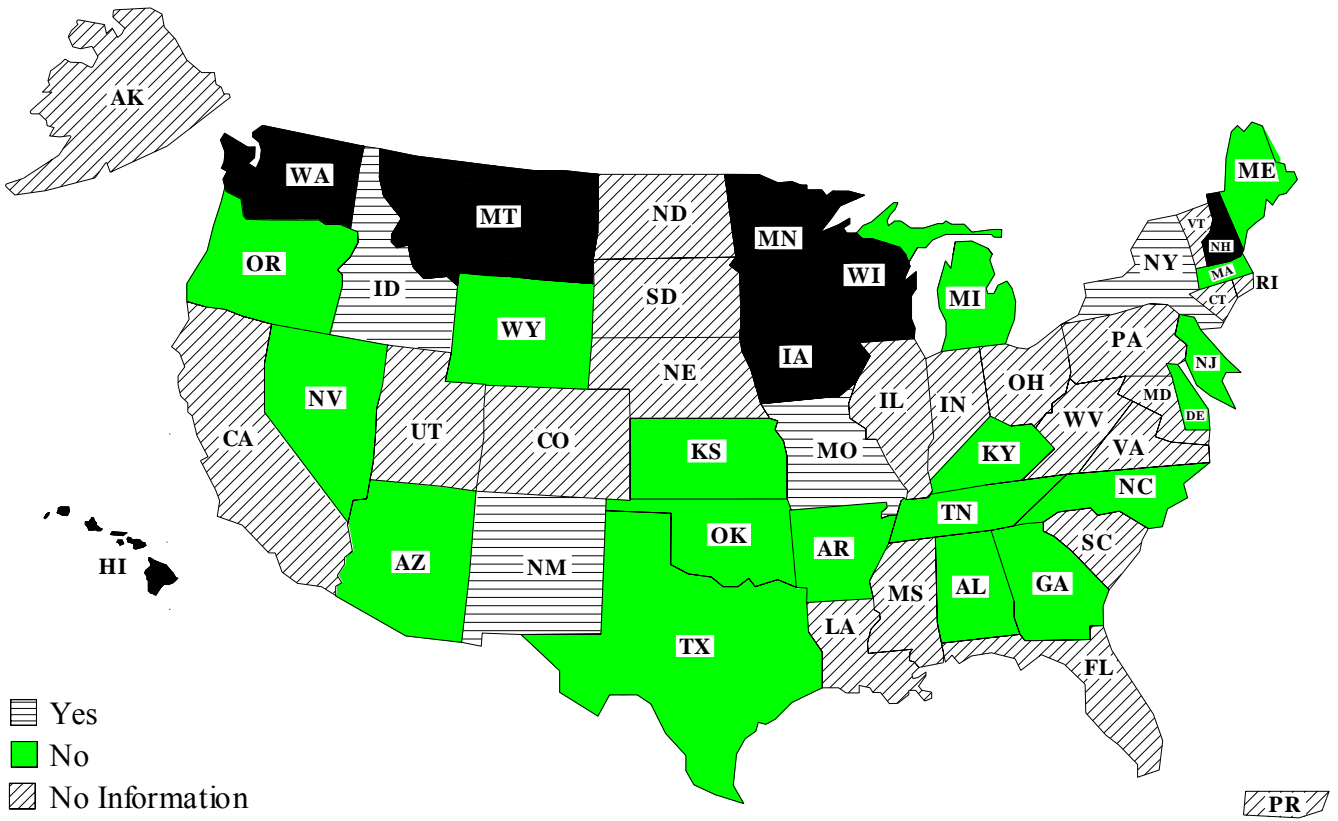 AK
WA
MT
ND
MN
ME
VT
NH
OR
ID
SD
WI
NY
MA
RI
MI
CT
WY
IA
PA
NJ
NV
NE
IL
IN
OH
MD
DE
CA
UT
CO
KS
MO
KY
WV
VA
NC
TN
OK
AR
SC
HI
AZ
NM
MS
AL
GA
LA
TX
FL
Yes
No
No Information
PR